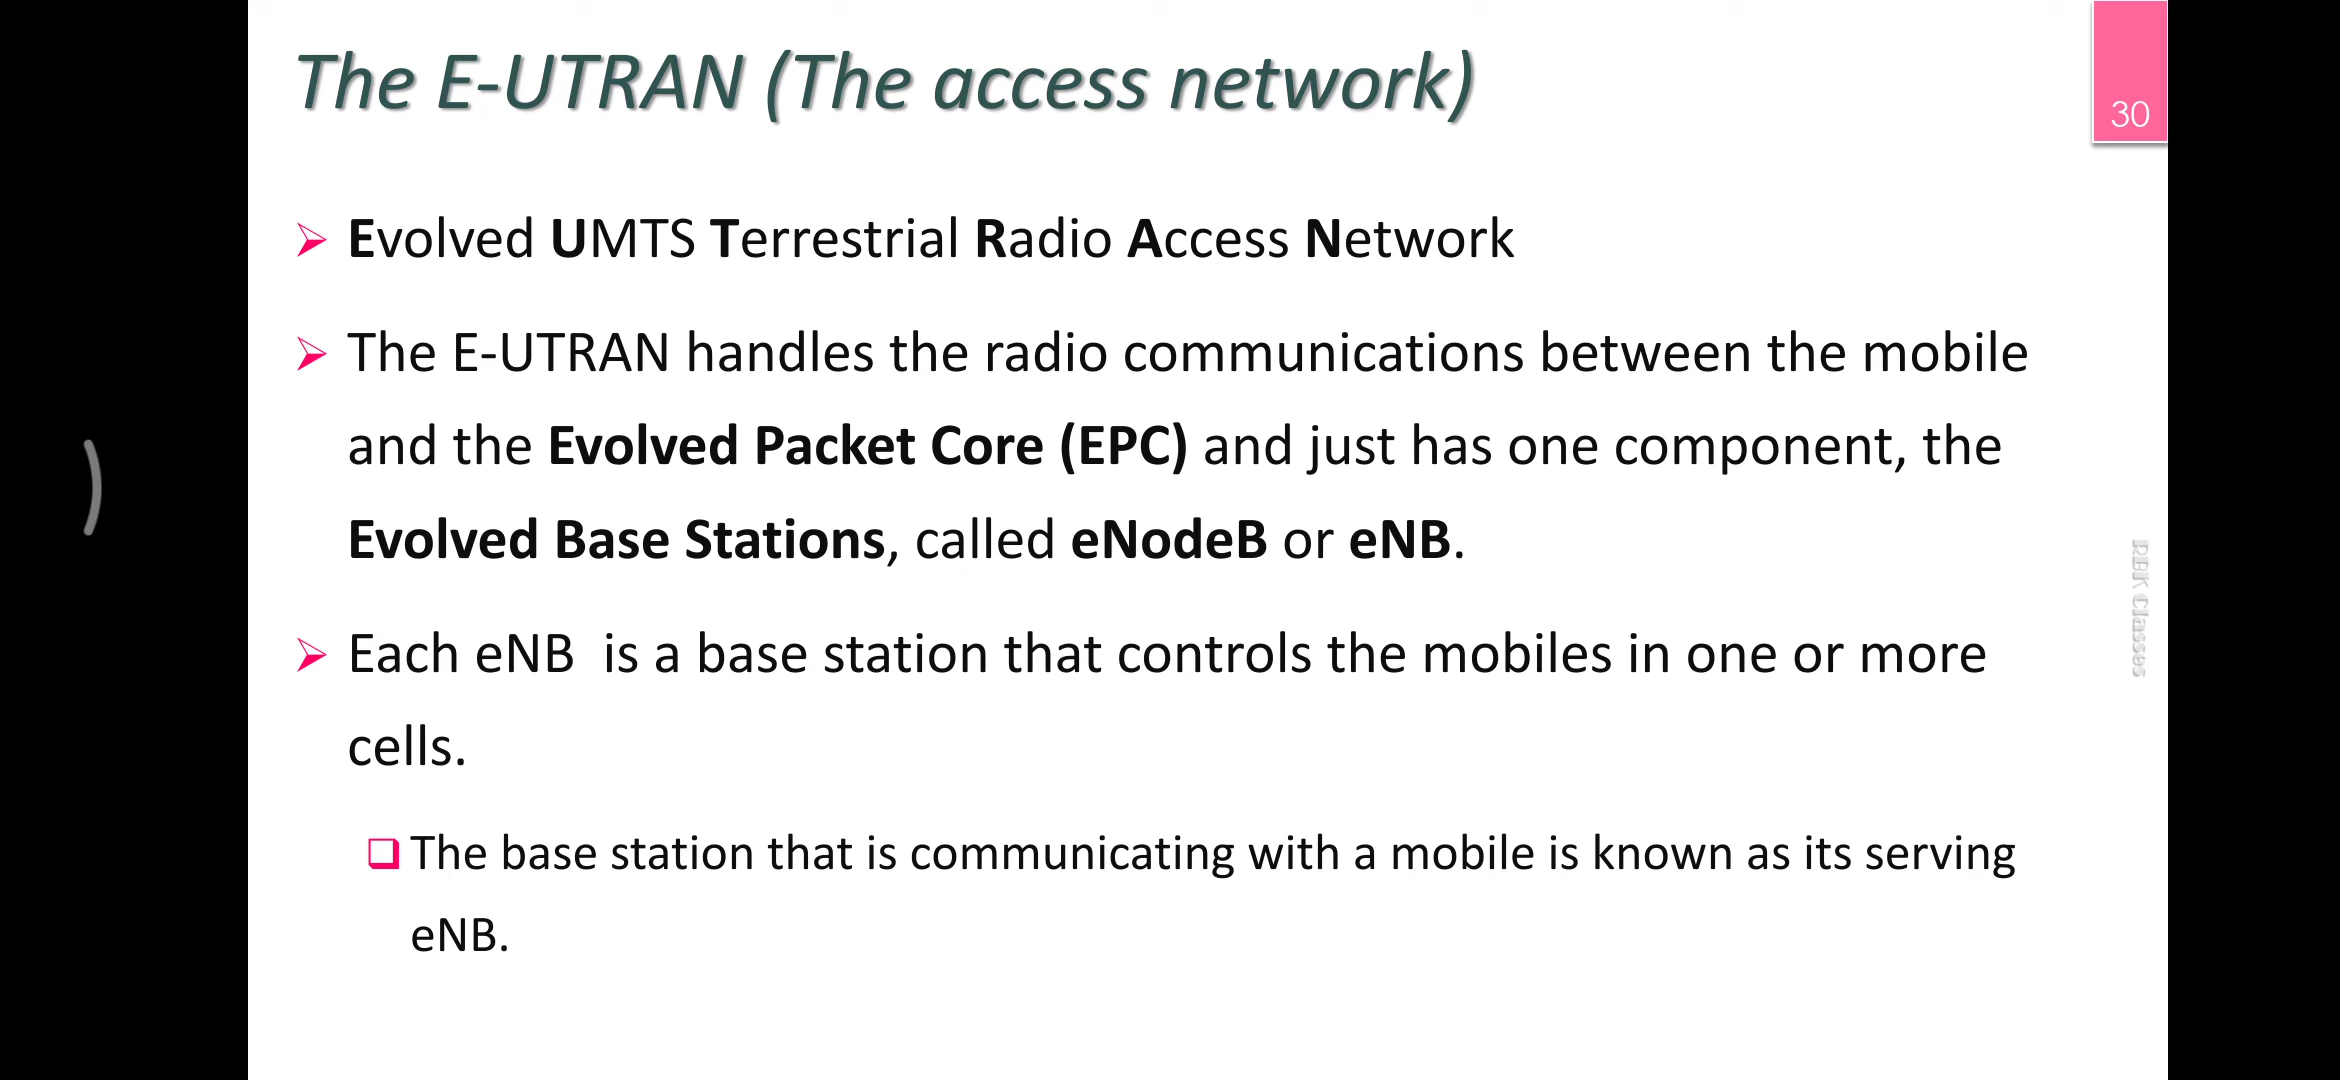 The E-UTRAN (The access network)
30
Evolved UMTS Terrestrial Radio Access Network
The E-UTRAN handles the radio communications between the mobile
and the Evolved Packet Core (EPC) and just has one component, the
Evolved Base Stations, called eNodeB or eNB.
Each eNB is a base station that controls the mobiles in one or more
cells.
The base station that is communicating with a mobile is known as its serving
eNB.
Classes